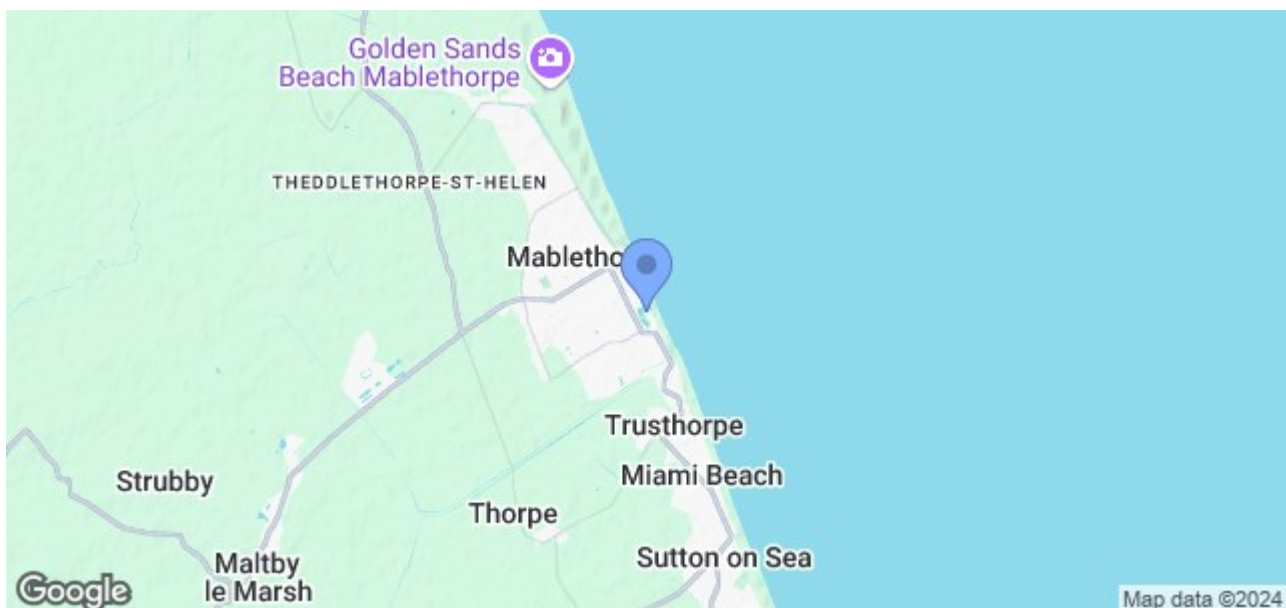 Golden Sands
Beach Mablethorpe
THEDDLETHORPE-ST-HELEN
Trusthorpe
Miami Beach
Strubby
Thorpe
Sutton on Sea
Maltby
le Marsh
Google
Map data ©2024